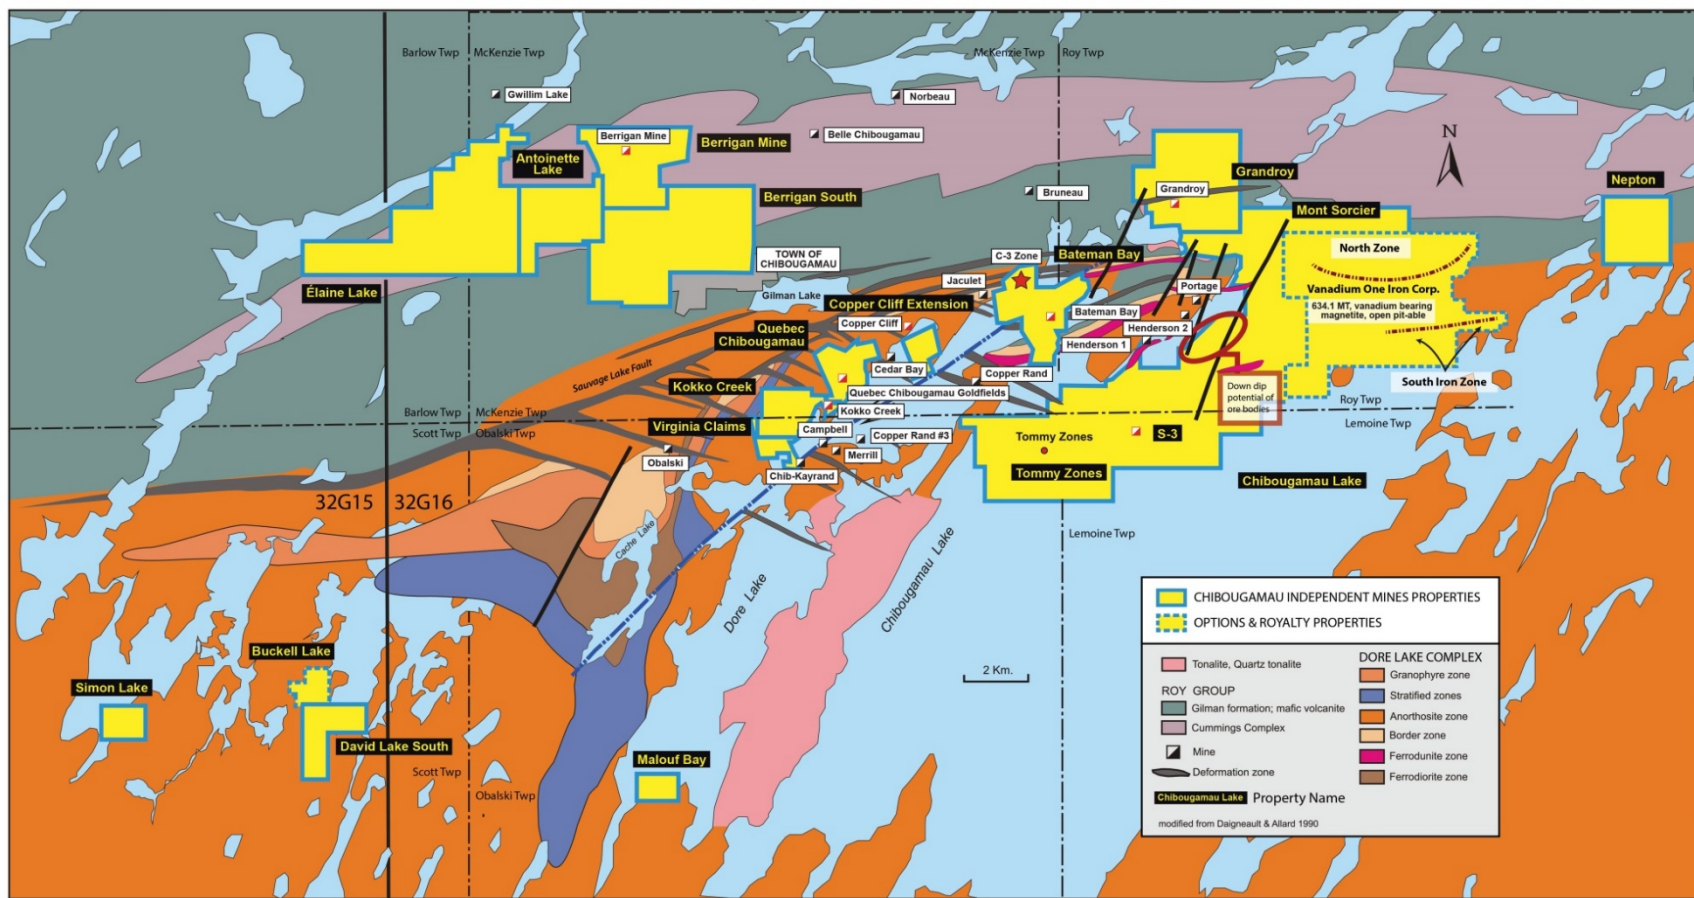 Barlow Twp
McKenzie Twp
McKenzie Twp
Roy Twp
Gwillim Lake
Norbeau
Berrigan Mine
Berrigan Mine
Belle Chibougamau
N
Antoinette
Lake
Grandroy
Nepton
Berrigan South
Bruneau
Grandroy
Mont Sorcier
North Zone
TOWN OF
CHIBOUGAMAU
C-3 Zone
Bateman Bay
Élaine Lake
Gilman Lake
Jaculet
Portage
Vanadium One Iron Corp.
634.1 MT, vanadium bearing
magnetite, open pit-able
Copper Cliff Extension
Bateman Bay
Copper Cliff
Henderson 2
Quebec
Chibougamau
Henderson 1
Sauvage Lake Fault
Cedar Bay
Copper Rand
South Iron Zone
Kokko Creek
Quebec Chibougamau Goldfields
Down dip
potential of
ore bodies
Roy Twp
Barlow Twp
McKenzie Twp
Kokko Creek
Lemoine Twp
Scott Twp
Obalski Twp
Virginia Claims
Campbell
Copper Rand #3
Tommy Zones
S-3
Obalski
Merrill
Chib-Kayrand
Tommy Zones
Chibougamau Lake
32G15
32G16
Lemoine Twp
Cache Lake
Dore Lake
Chibougamau Lake
CHIBOUGAMAU INDEPENDENT MINES PROPERTIES
OPTIONS & ROYALTY PROPERTIES
Buckell Lake
Simon Lake
2 Km.
Tonalite, Quartz tonalite
ROY GROUP
Gilman formation; mafic volcanite
Cummings Complex
Mine
Deformation zone
DORE LAKE COMPLEX
Granophyre zone
Stratified zones
Anorthosite zone
Border zone
Ferrodunite zone
Ferrodiorite zone
David Lake South
Malouf Bay
Scott Twp
Obalski Twp
Chibougamau Lake
Property Name
modified from Daigneault & Allard 1990